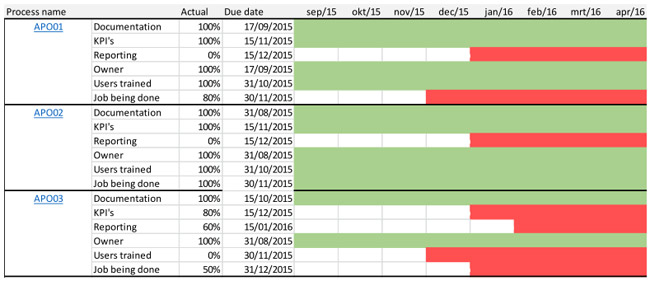 Process name Actual Due date sep/15 okt/15 nov/15 dec/15 jan/16 feb/16 mrt/16 apr/16
APO01 Documentation 100% 17/09/2015
KPI's 100% 15/11/2015
Reporting 0% 15/12/2015
Owner 100% 17/09/2015
Users trained 100% 31/10/2015
Job being done 80% 30/11/2015
APO02 Documentation 100% 31/08/2015
KPI's 100% 15/11/2015
Reporting 0% 15/12/2015
Owner 100% 31/08/2015
Users trained 100% 31/10/2015
Job being done 100% 30/11/2015
APO03 Documentation 100% 15/10/2015
KPI's 80% 15/12/2015
Reporting 60% 15/01/2016
Owner 100% 31/08/2015
Users trained 0% 30/11/2015
Job being done 50% 31/12/2015